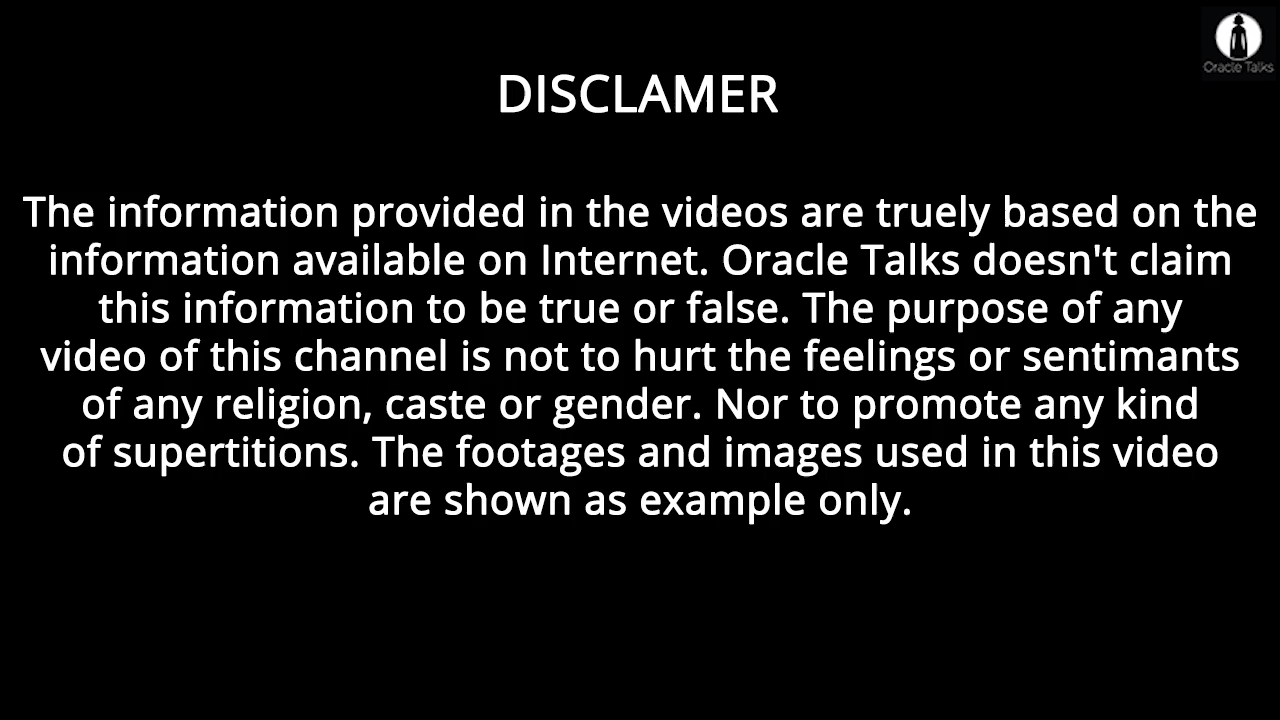 Oracle Talks
DISCLAMER
The information provided in the videos are truely based on the
information available on Internet. Oracle Talks doesn't claim
this information to be true or false. The purpose of any
video of this channel is not to hurt the feelings or sentimants
of any religion, caste or gender. Nor to promote any kind
of supertitions. The footages and images used in this video
are shown as example only.